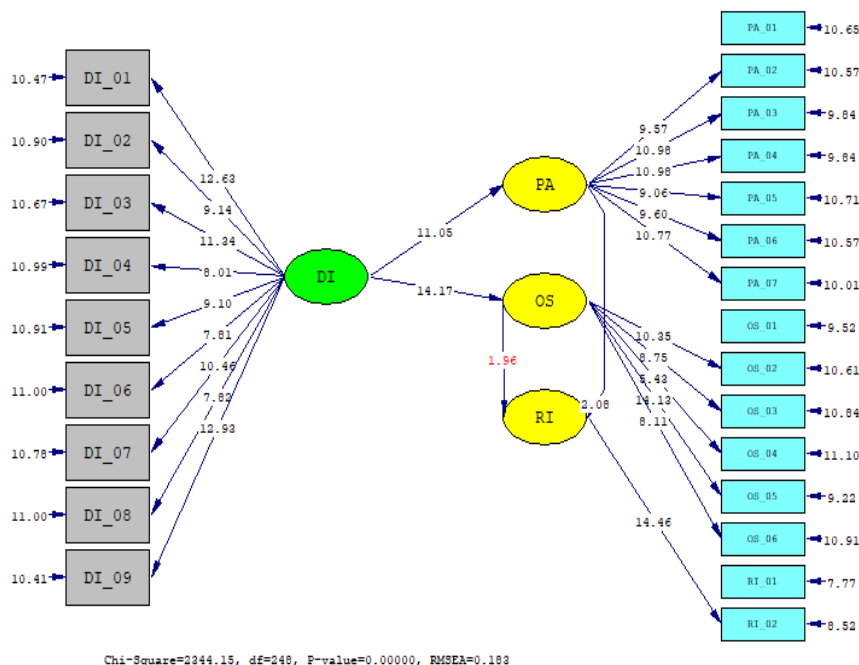 10.47 DI_01
10.90 DI_02
10.67 DI_03
10.99 DI_04
10.91 DI_05
11.00 DI_06
10.78 DI_07
11.00 DI_08
10.41 DI_09
12.63
9.14
11.34
8.01
9.10
7.81
10.46
7.82
12.93
DI
11.05
14.17
PA
OS
1.96
RI
9.57
10.98
10.98
9.06
9.60
10.77
2.08
10.35
8.75
5.43
14.13
8.11
14.46
PA_01 10.65
PA_02 10.57
PA_03 9.84
PA_04 9.84
PA_05 10.71
PA_06 10.57
PA_07 10.01
OS_01 9.52
OS_02 10.61
OS_03 10.84
OS_04 11.10
OS_05 9.22
OS_06 10.91
RI_01 7.77
RI_02 8.52
Chi-Square=2344.15, df=248, P-value=0.00000, RMSEA=0.183